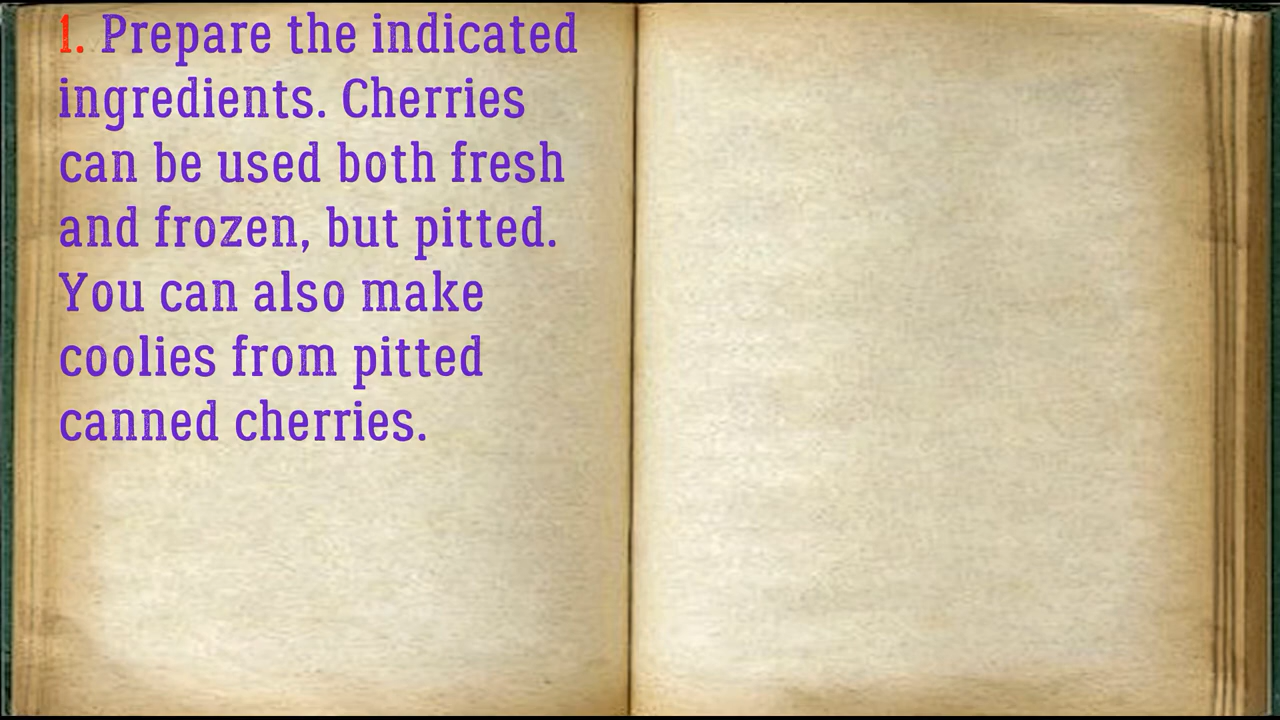 1. Prepare the indicated
ingredients. Cherries
can be used both fresh
and frozen, but pitted.
You can also make
coolies from pitted
canned cherries.